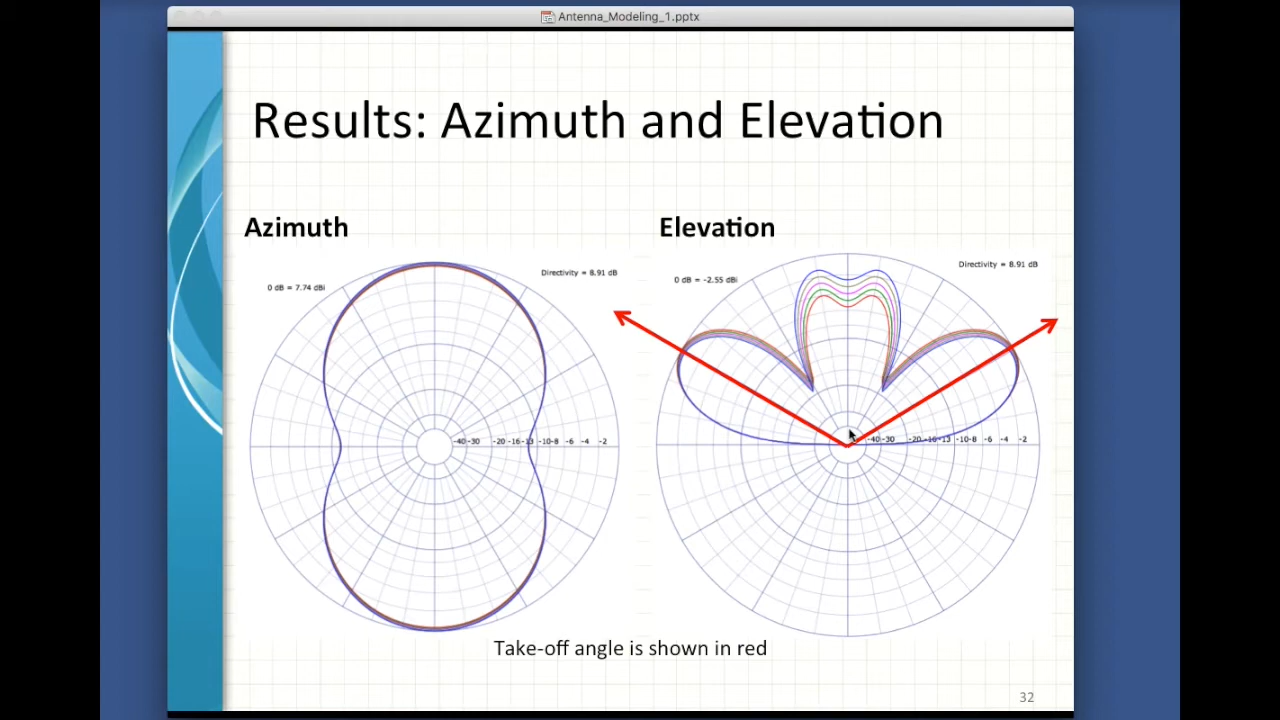 Antenna_Modeling_1.pptx
Results: Azimuth and Elevation
Azimuth
Elevation
Directivity = 8.91 dB
0 dB = 7.74 dBi
-40 -30 -20 -16 -13 -10 -8 -6 -4 -2
Directivity = 8.91 dB
0 dB = -2.55 dBi
-40 -30 -20 -16 -13 -10 -8 -6 -4 -2
Take-off angle is shown in red
32